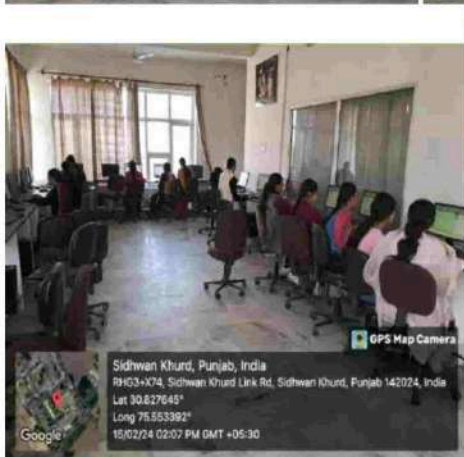 GPS Map Camera
Sidhwan Khurd, Punjab, India
RHG3+X74, Sidhwan Khurd Link Rd, Sidhwan Khurd, Punjab 142024, India
Lat 30.827645°
Long 75.553392°
15/02/24 02:07 PM GMT +05:30
Google